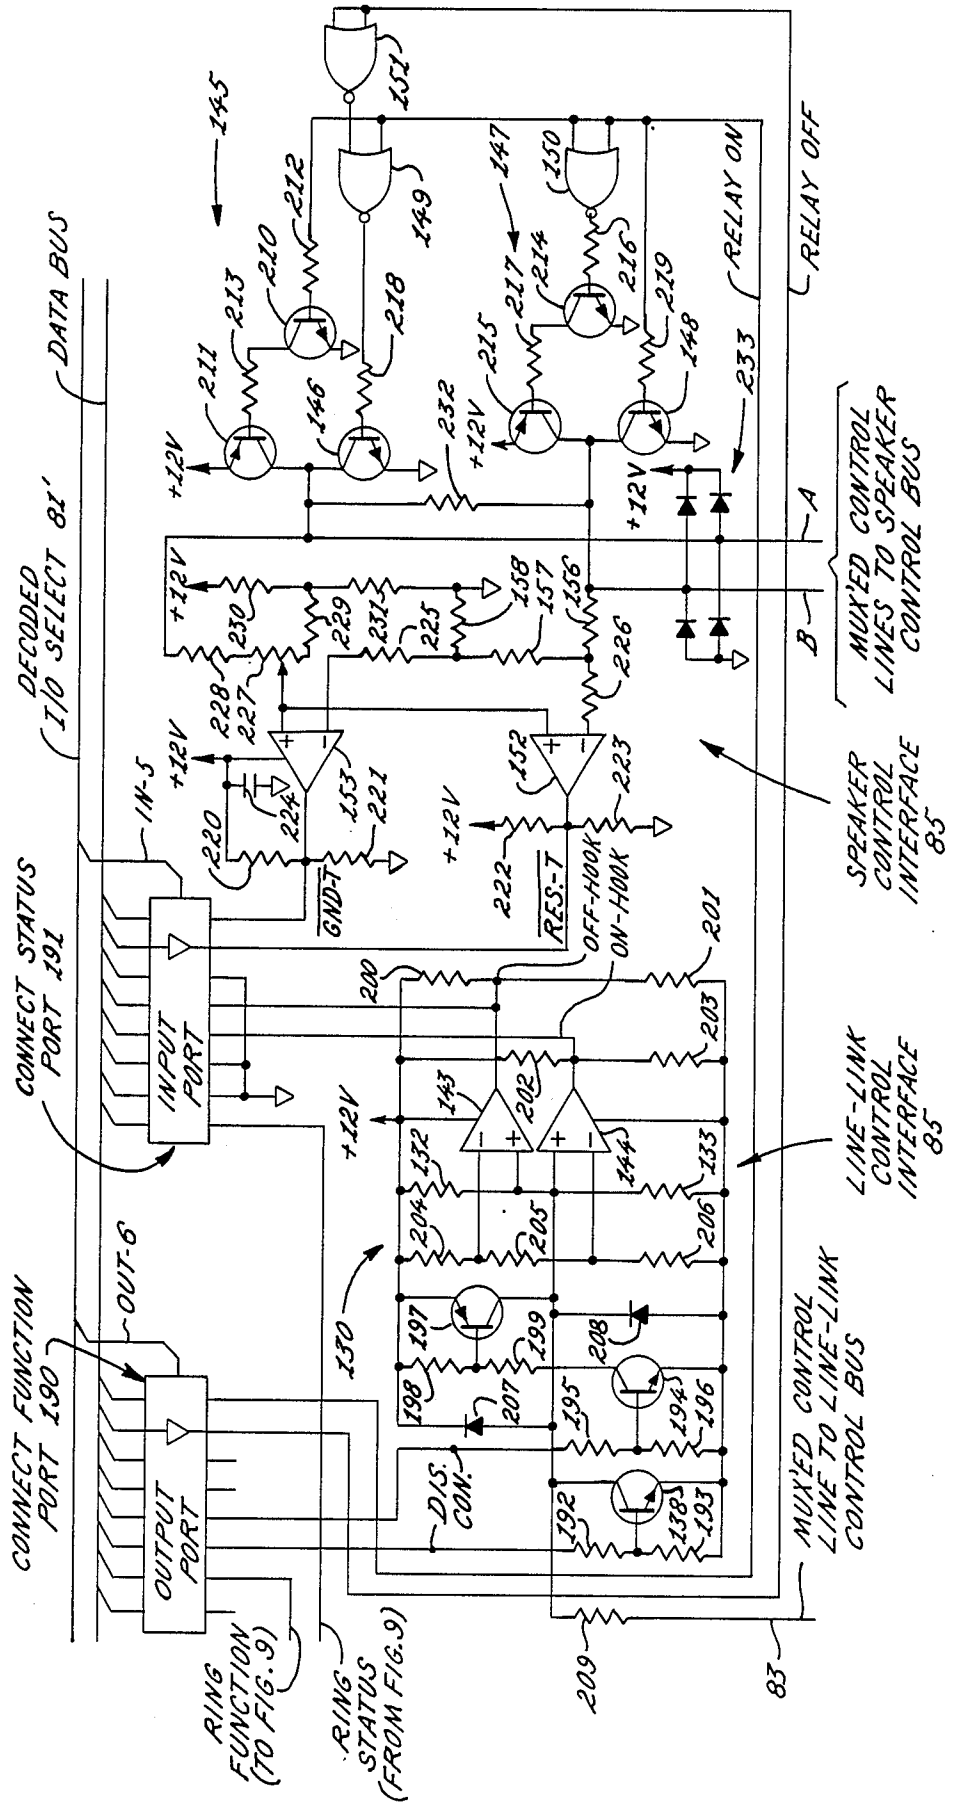 DECODED
I/O SELECT 81'
DATA BUS
CONNECT STATUS
PORT 191
CONNECT FUNCTION
PORT 190
OUT-6
IN-5
OUTPUT
PORT
INPUT
PORT
RING
FUNCTION
(TO FIG.9)
RING
STATUS
(FROM FIG.9)
+12V
220
224
+
-
153
221
GND-T
+12V
228
227
230
229
231
225
158
157
156
226
+12V
222
223
152
+
-
RES.-T
OFF-HOOK
ON-HOOK
+12V
211
213
210
212
145
146
218
149
151
232
+12V
215
217
214
147
216
150
219
148
+12V
233
RELAY ON
RELAY OFF
A
B
MUX'ED CONTROL
LINES TO SPEAKER
CONTROL BUS
SPEAKER
CONTROL
INTERFACE
85
130
+12V
DIS.
CON.
198
207
197
199
195
194
196
192
138
193
208
204
205
206
132
133
143
-
+
144
+
-
200
201
202
203
209
83
MUX'ED CONTROL
LINE TO LINE-LINK
CONTROL BUS
LINE-LINK
CONTROL
INTERFACE
85